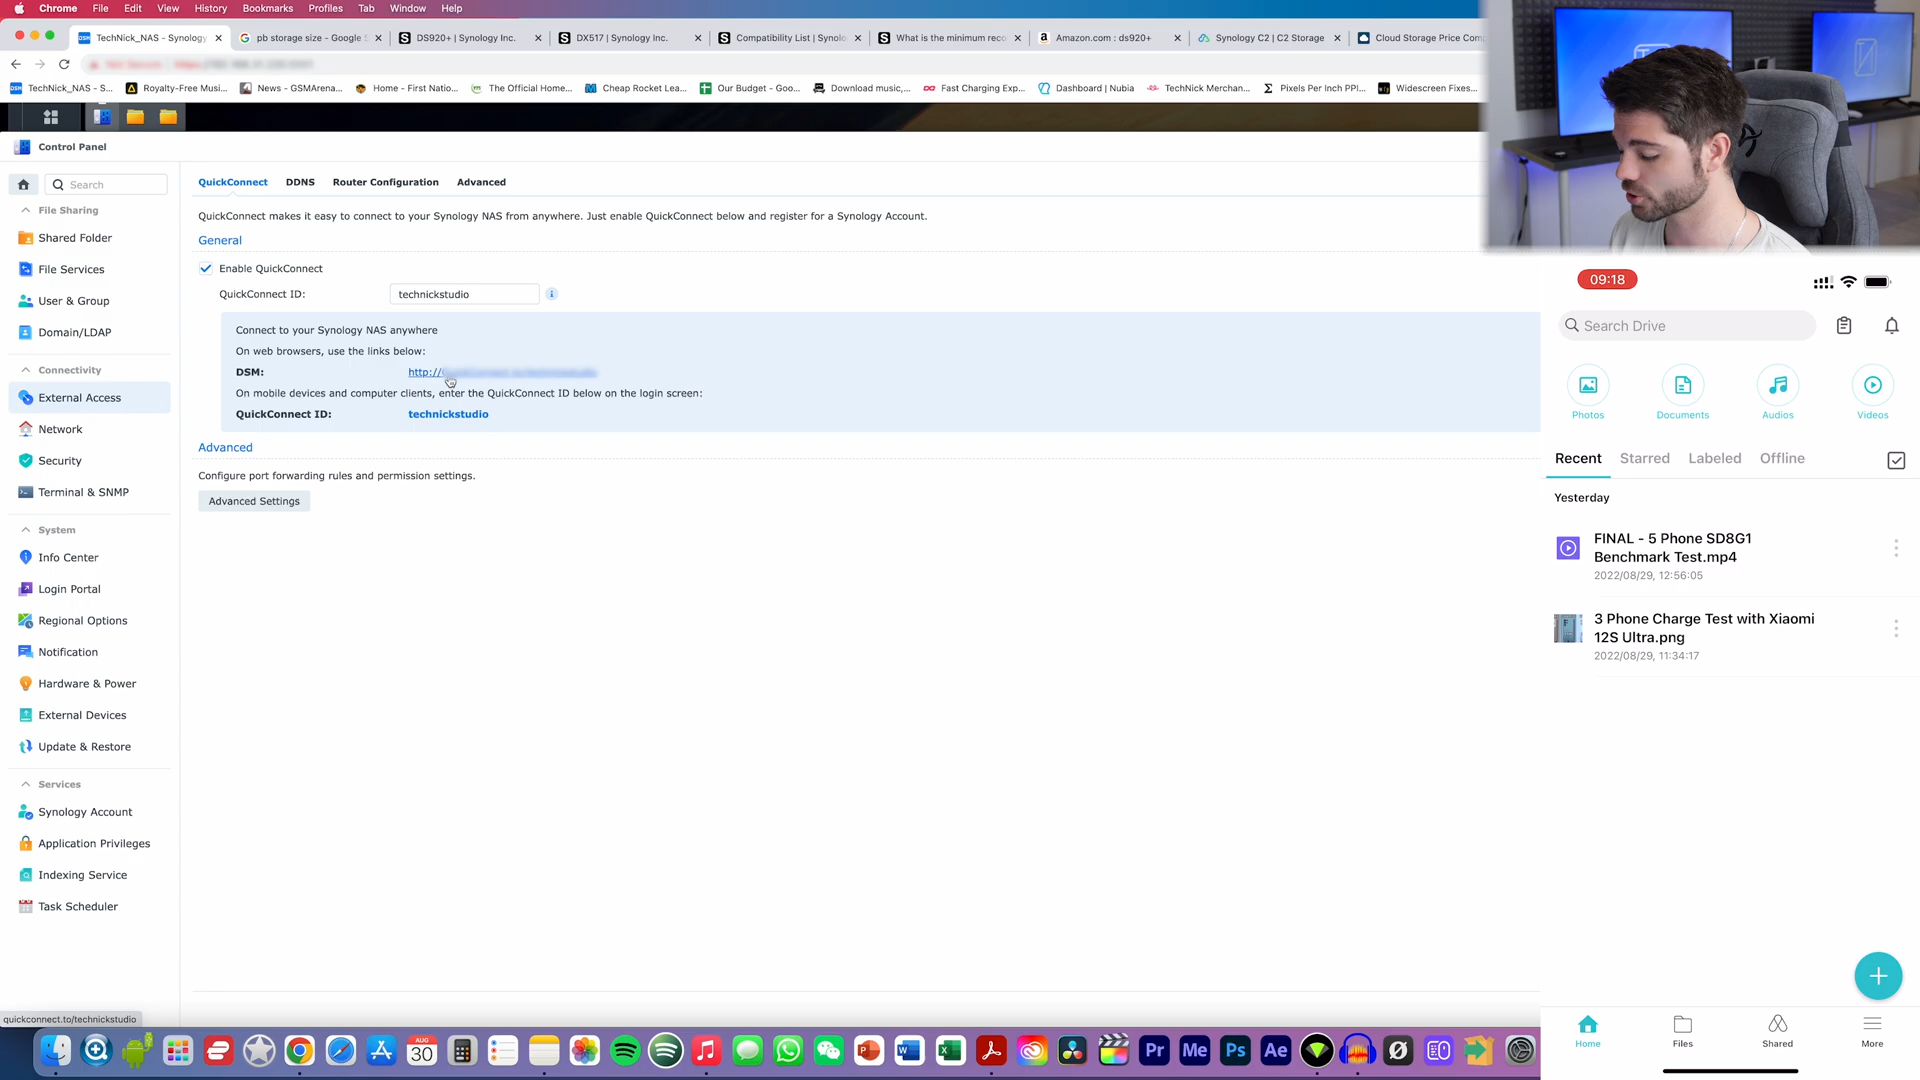 Chrome File Edit View History Bookmarks Profiles Tab Window Help
TechNick_NAS - Synology
pb storage size - Google
DS920+ | Synology Inc.
DX517 | Synology Inc.
Compatibility List | Synolo
What is the minimum reco
Amazon.com : ds920+
Synology C2 | C2 Storage
Cloud Storage Price Com
TechNick_NAS - S...
Royalty-Free Musi...
News - GSMArena...
Home - First Natio...
The Official Home...
Cheap Rocket Lea...
Our Budget - Goo...
Download music,...
Fast Charging Exp...
Dashboard | Nubia
TechNick Merchan...
Pixels Per Inch PPI...
Widescreen Fixes...
Control Panel
Search
File Sharing
Shared Folder
File Services
User & Group
Domain/LDAP
Connectivity
External Access
Network
Security
Terminal & SNMP
System
Info Center
Login Portal
Regional Options
Notification
Hardware & Power
External Devices
Update & Restore
Services
Synology Account
Application Privileges
Indexing Service
Task Scheduler
quickconnect.to/technickstudio
QuickConnect DDNS Router Configuration Advanced
QuickConnect makes it easy to connect to your Synology NAS from anywhere. Just enable QuickConnect below and register for a Synology Account.
General
Enable QuickConnect
QuickConnect ID: technickstudio
Connect to your Synology NAS anywhere
On web browsers, use the links below:
DSM: http://
On mobile devices and computer clients, enter the QuickConnect ID below on the login screen:
QuickConnect ID: technickstudio
Advanced
Configure port forwarding rules and permission settings.
Advanced Settings
09:18
Search Drive
Photos Documents Audios Videos
Recent Starred Labeled Offline
Yesterday
FINAL - 5 Phone SD8G1
Benchmark Test.mp4
2022/08/29, 12:56:05
3 Phone Charge Test with Xiaomi
12S Ultra.png
2022/08/29, 11:34:17
Home Files Shared More
AUG
30
Pr Me Ps Ae